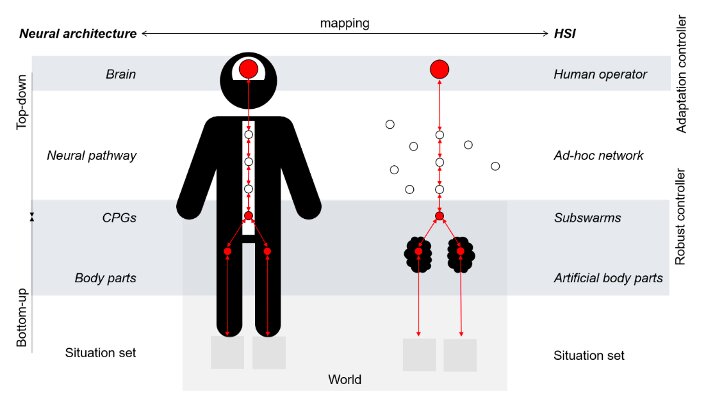 mapping
Neural architecture
HSI
Brain
Human operator
Neural pathway
Ad-hoc network
CPGs
Subswarms
Body parts
Artificial body parts
Situation set
Situation set
World
Top-down
Bottom-up
Adaptation controller
Robust controller